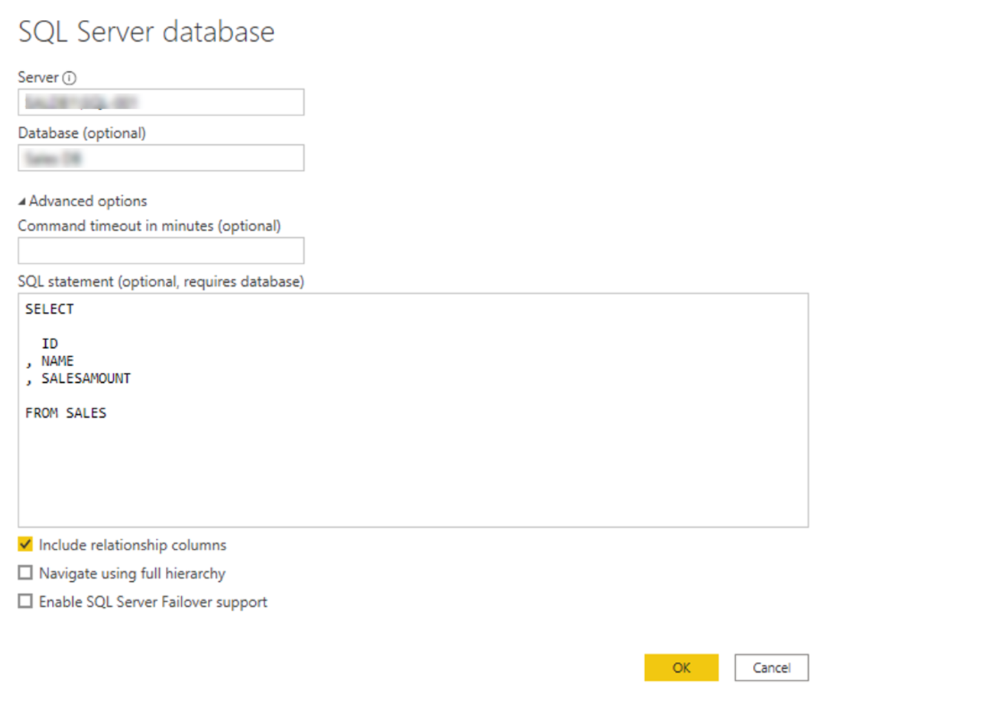 SQL Server database
Server
Database (optional)
Advanced options
Command timeout in minutes (optional)
SQL statement (optional, requires database)
SELECT
ID
, NAME
, SALESAMOUNT
FROM SALES
Include relationship columns
Navigate using full hierarchy
Enable SQL Server Failover support
OK
Cancel